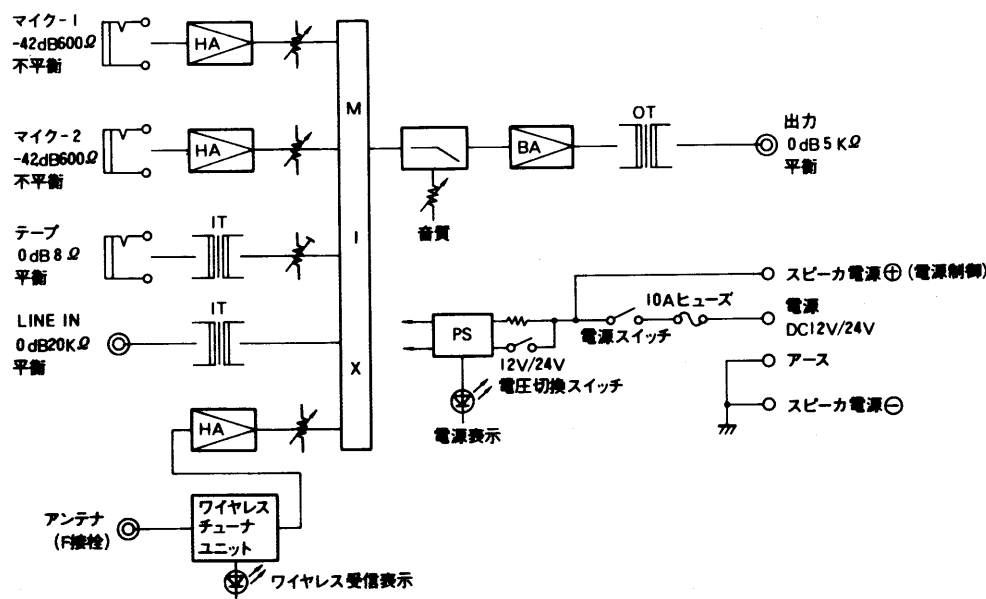 マイク-1
-42dB600Ω
不平衡
HA
マイク-2
-42dB600Ω
不平衡
HA
テープ
0dB8Ω
平衡
IT
LINE IN
0dB20KΩ
平衡
IT
HA
アンテナ
(F接栓)
ワイヤレス
チューナ
ユニット
ワイヤレス受信表示
M
I
X
音質
BA
OT
出力
0dB5KΩ
平衡
スピーカ電源⊕(電源制御)
10Aヒューズ
電源
DC12V/24V
電源スイッチ
PS
12V/24V
電圧切換スイッチ
電源表示
アース
スピーカ電源⊖